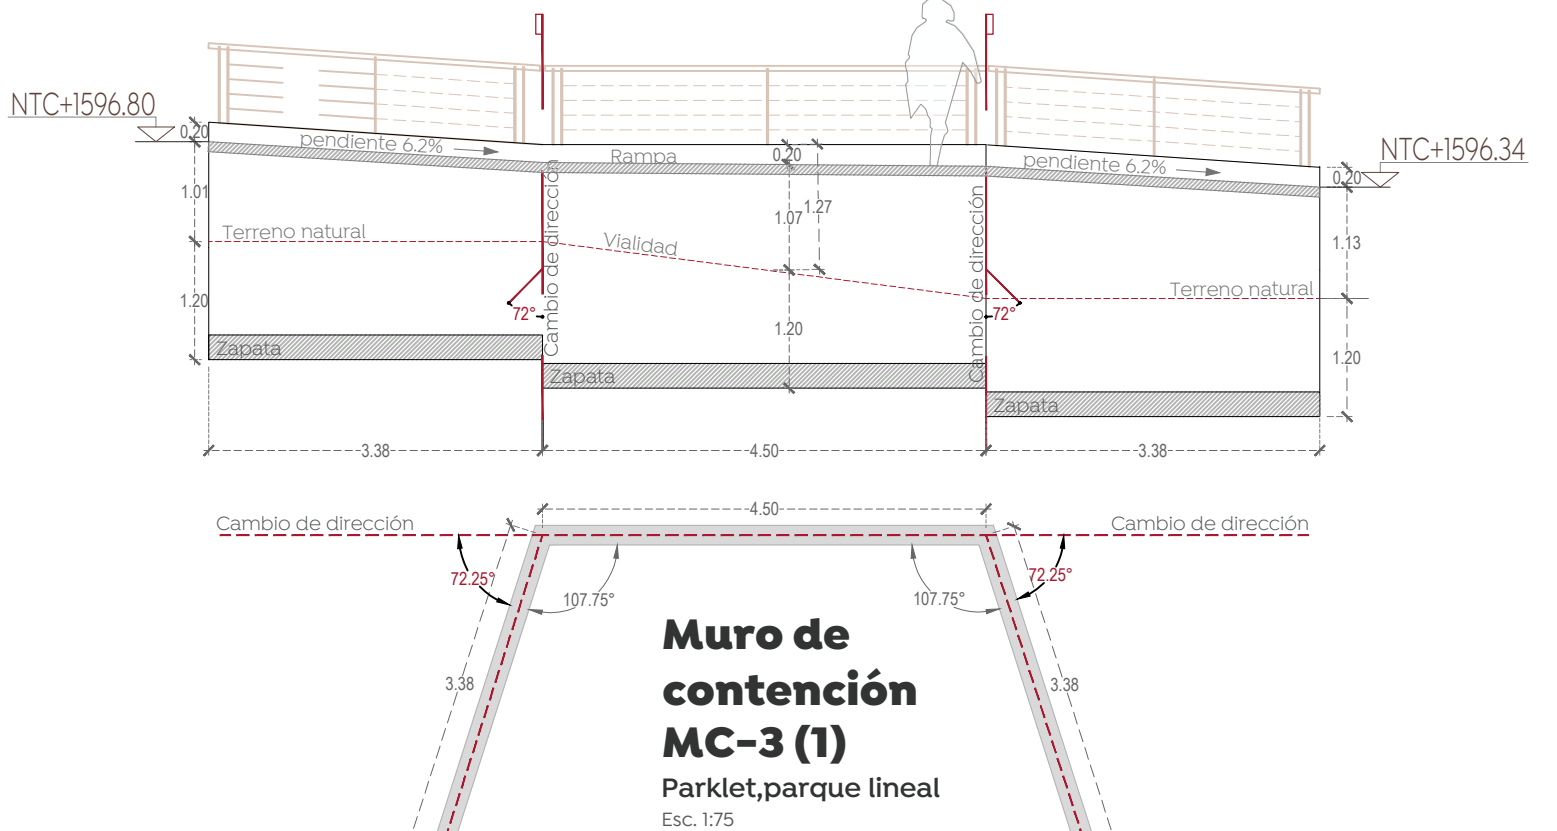 NTC+1596.80
0.20
pendiente 6.2%
Rampa
0.20
pendiente 6.2%
NTC+1596.34
0.20
1.01
Terreno natural
Cambio de dirección
Vialidad
1.07
1.27
Cambio de dirección
1.13
Terreno natural
1.20
72°
1.20
72°
1.20
Zapata
Zapata
Zapata
3.38
4.50
3.38
4.50
Cambio de dirección
Cambio de dirección
72.25°
107.75°
107.75°
72.25°
3.38
3.38
Muro de
contención
MC-3 (1)
Parklet,parque lineal
Esc. 1:75